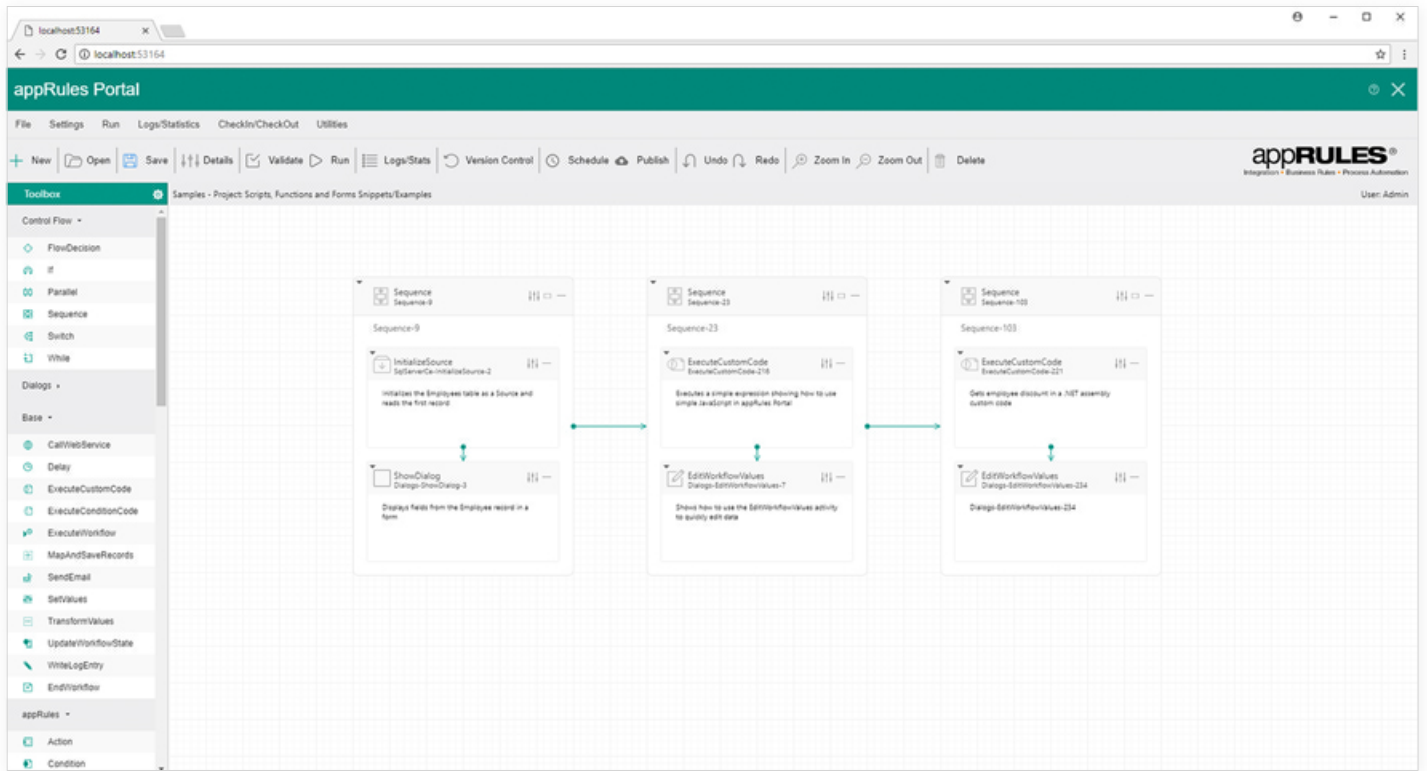 localhost:53164
localhost:53164
appRules Portal
File Settings Run Logs/Statistics CheckIn/CheckOut Utilities
New Open Save Details Validate Run Logs/Stats Version Control Schedule Publish Undo Redo Zoom In Zoom Out Delete
appRULES®
Integration • Business Rules • Process Automation
Toolbox
Samples - Project: Scripts, Functions and Forms Snippets/Examples
User: Admin
Control Flow
FlowDecision
If
Parallel
Sequence
Switch
While
Dialogs
Base
CallWebService
Delay
ExecuteCustomCode
ExecuteConditionCode
ExecuteWorkflow
MapAndSaveRecords
SendEmail
SetValues
TransformValues
UpdateWorkflowState
WriteLogEntry
EndWorkflow
appRules
Action
Condition
Sequence
Sequence-9
Sequence-9
InitializeSource
SqlServerCe-InitializeSource-2
Initializes the Employees table as a Source and
reads the first record
ShowDialog
Dialogs-ShowDialog-3
Displays fields from the Employee record in a
form
Sequence
Sequence-23
Sequence-23
ExecuteCustomCode
ExecuteCustomCode-216
Executes a simple expression showing how to use
simple JavaScript in appRules Portal
EditWorkflowValues
Dialogs-EditWorkflowValues-7
Shows how to use the EditWorkflowValues activity
to quickly edit data
Sequence
Sequence-103
Sequence-103
ExecuteCustomCode
ExecuteCustomCode-221
Gets employee discount in a .NET assembly
custom code
EditWorkflowValues
Dialogs-EditWorkflowValues-234
Dialogs-EditWorkflowValues-234